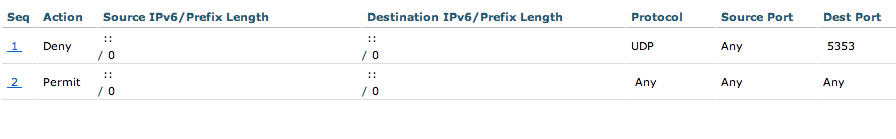 Seq Action Source IPv6/Prefix Length Destination IPv6/Prefix Length Protocol Source Port Dest Port
1 Deny :: / 0 :: / 0 UDP Any 5353
2 Permit :: / 0 :: / 0 Any Any Any